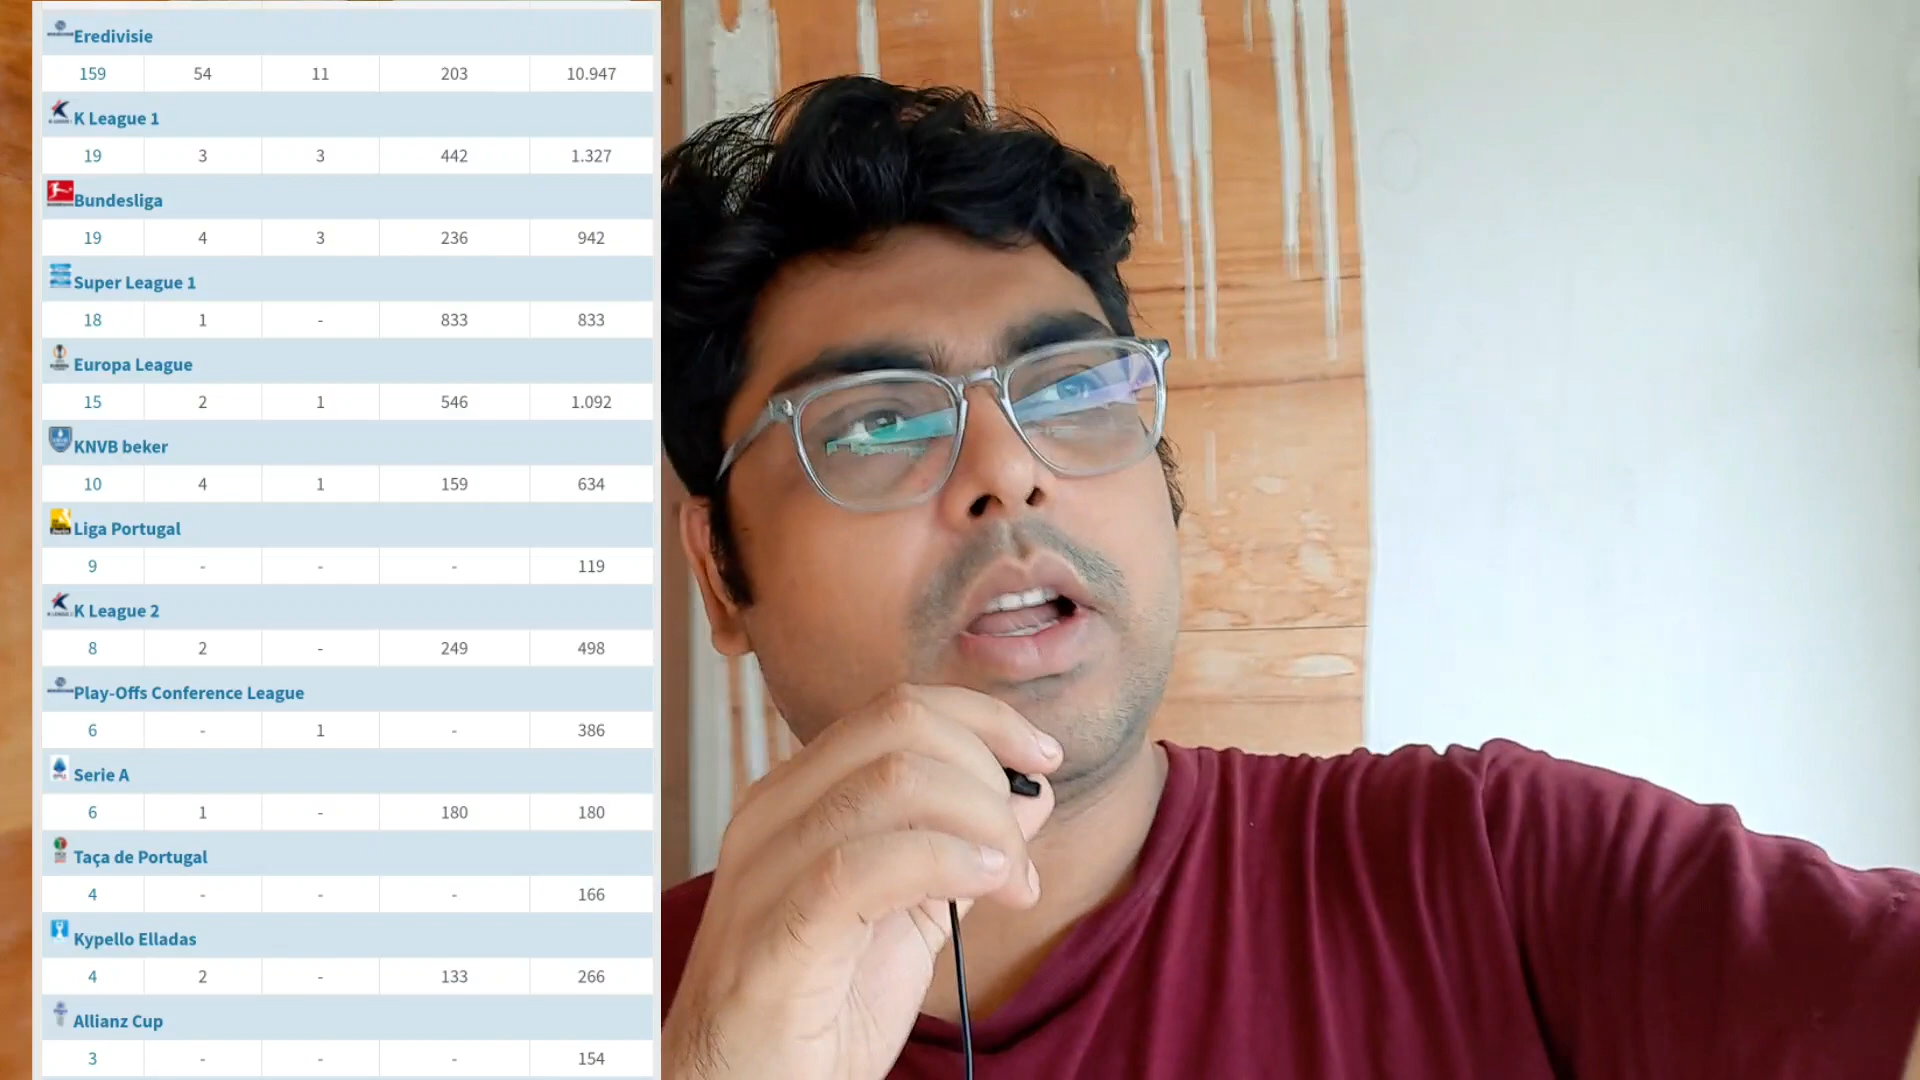 Eredivisie
159 54 11 203 10.947
K League 1
19 3 3 442 1.327
Bundesliga
19 4 3 236 942
Super League 1
18 1 - 833 833
Europa League
15 2 1 546 1.092
KNVB beker
10 4 1 159 634
Liga Portugal
9 - - - 119
K League 2
8 2 - 249 498
Play-Offs Conference League
6 - 1 - 386
Serie A
6 1 - 180 180
Taça de Portugal
4 - - - 166
Kypello Elladas
4 2 - 133 266
Allianz Cup
3 - - - 154